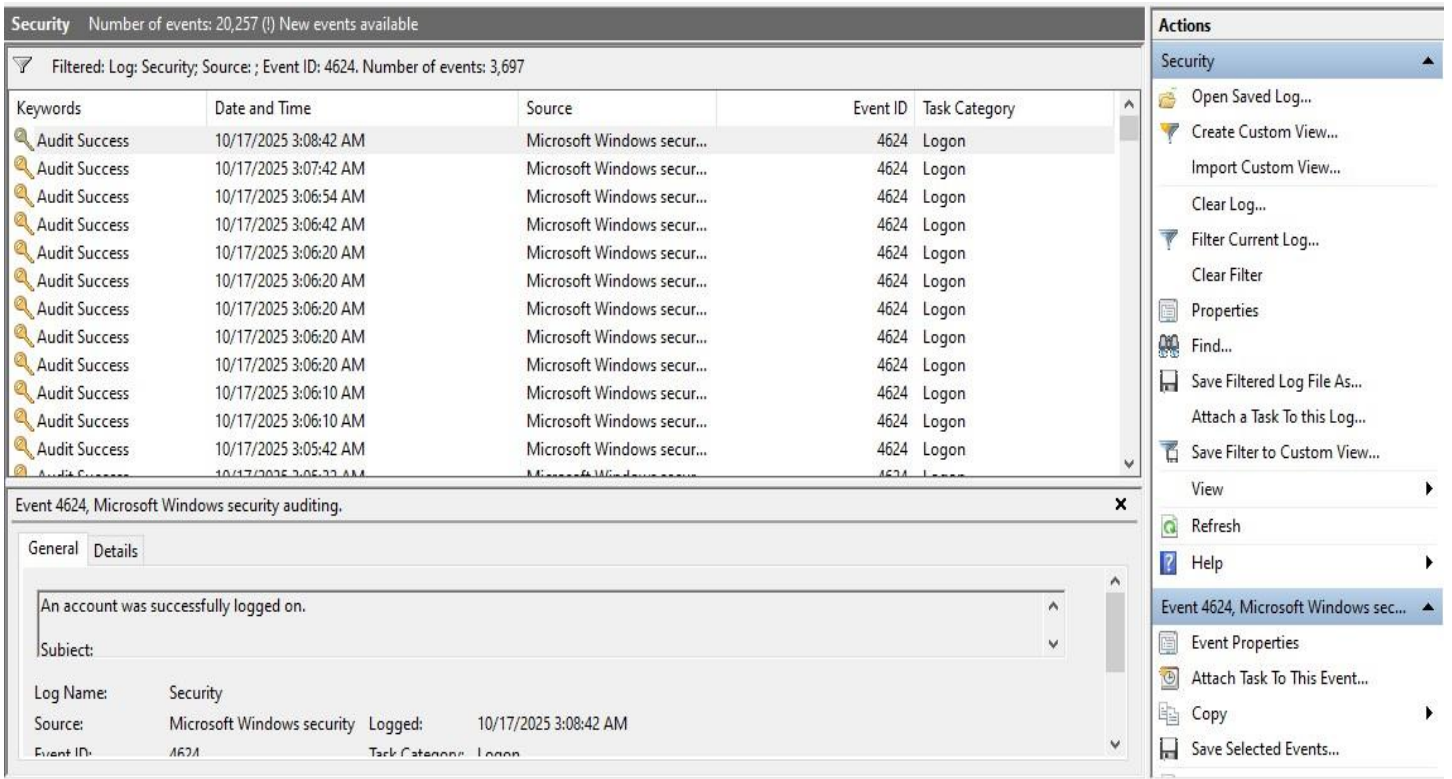 Security Number of events: 20,257 (!) New events available
Filtered: Log: Security; Source: ; Event ID: 4624. Number of events: 3,697
Keywords Date and Time Source Event ID Task Category
Audit Success 10/17/2025 3:08:42 AM Microsoft Windows secur... 4624 Logon
Audit Success 10/17/2025 3:07:42 AM Microsoft Windows secur... 4624 Logon
Audit Success 10/17/2025 3:06:54 AM Microsoft Windows secur... 4624 Logon
Audit Success 10/17/2025 3:06:42 AM Microsoft Windows secur... 4624 Logon
Audit Success 10/17/2025 3:06:20 AM Microsoft Windows secur... 4624 Logon
Audit Success 10/17/2025 3:06:20 AM Microsoft Windows secur... 4624 Logon
Audit Success 10/17/2025 3:06:20 AM Microsoft Windows secur... 4624 Logon
Audit Success 10/17/2025 3:06:20 AM Microsoft Windows secur... 4624 Logon
Audit Success 10/17/2025 3:06:20 AM Microsoft Windows secur... 4624 Logon
Audit Success 10/17/2025 3:06:10 AM Microsoft Windows secur... 4624 Logon
Audit Success 10/17/2025 3:06:10 AM Microsoft Windows secur... 4624 Logon
Audit Success 10/17/2025 3:05:42 AM Microsoft Windows secur... 4624 Logon
Event 4624, Microsoft Windows security auditing.
General Details
An account was successfully logged on.
Subject:
Log Name: Security
Source: Microsoft Windows security Logged: 10/17/2025 3:08:42 AM
Event ID: 4624 Task Category: Logon
Actions
Security
Open Saved Log...
Create Custom View...
Import Custom View...
Clear Log...
Filter Current Log...
Clear Filter
Properties
Find...
Save Filtered Log File As...
Attach a Task To this Log...
Save Filter to Custom View...
View
Refresh
Help
Event 4624, Microsoft Windows sec...
Event Properties
Attach Task To This Event...
Copy
Save Selected Events...